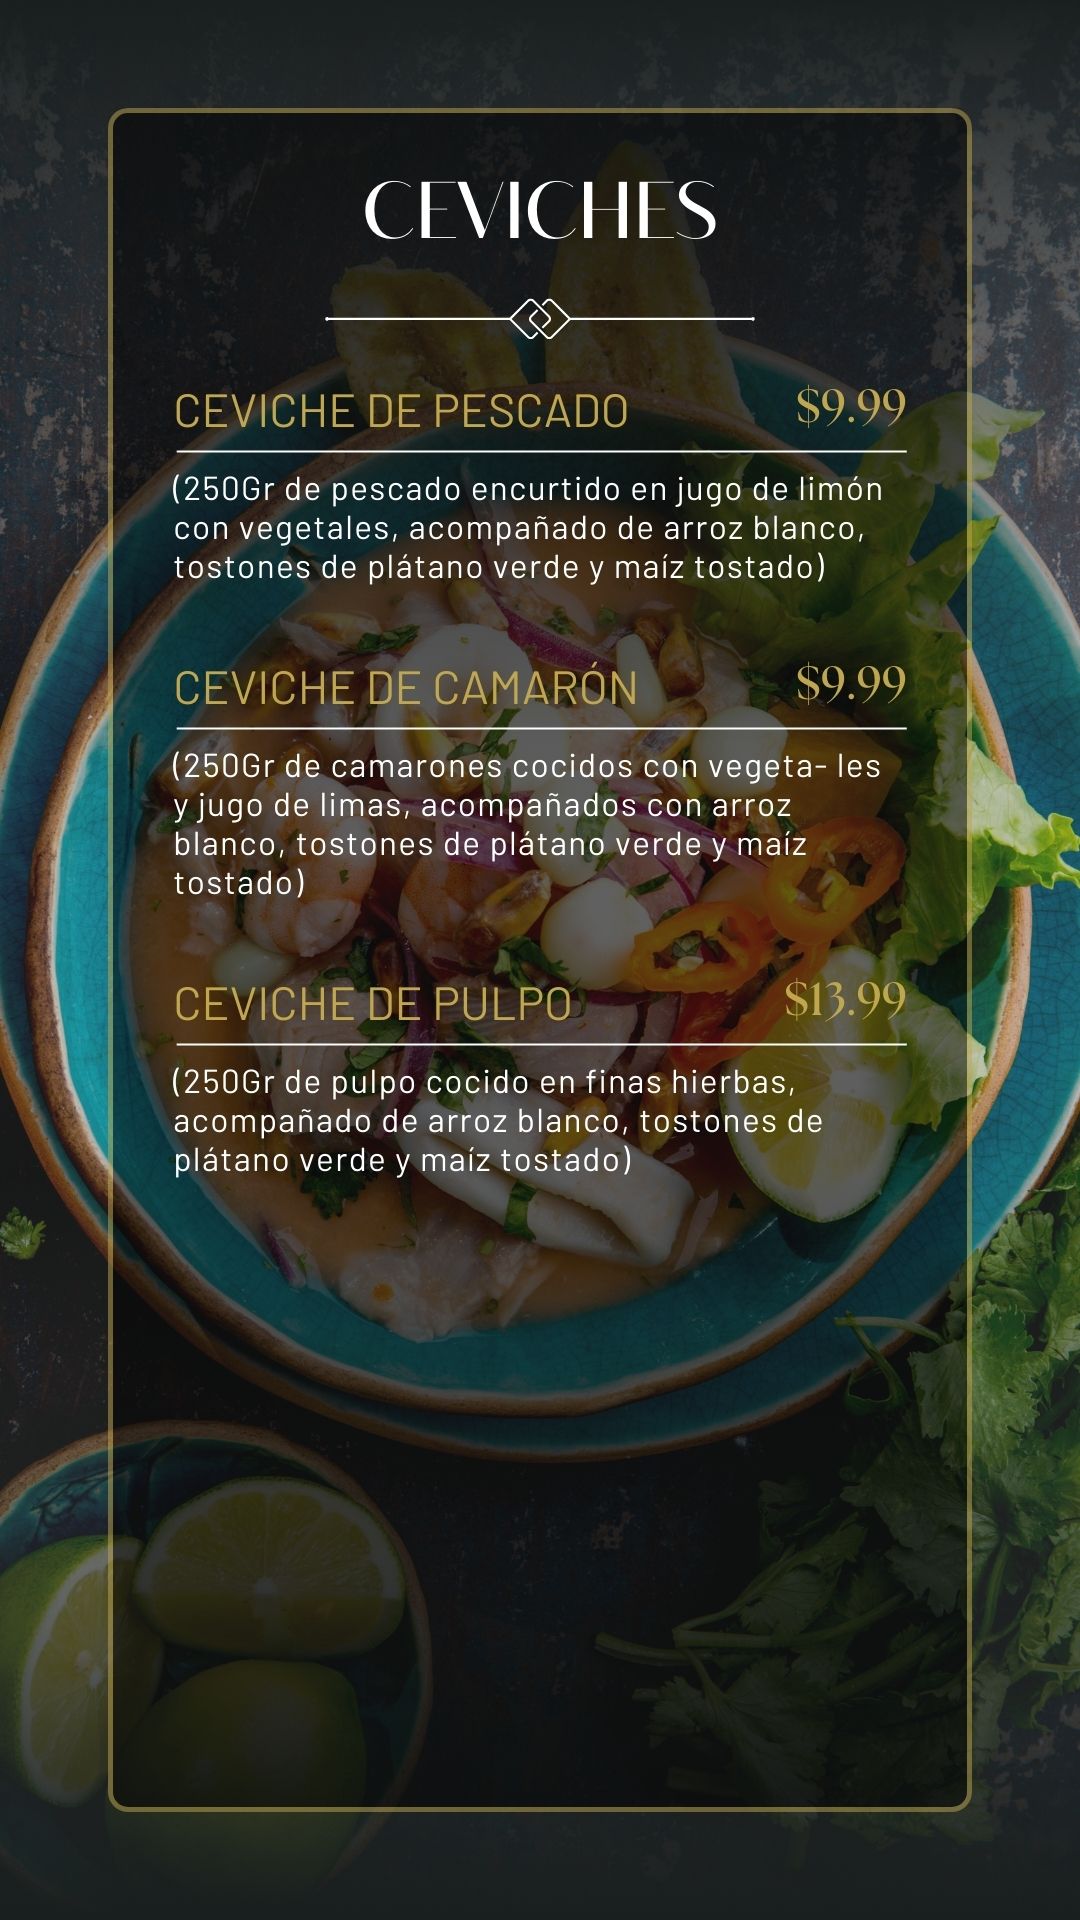 CEVICHES
CEVICHE DE PESCADO $9.99
(250Gr de pescado encurtido en jugo de limón
con vegetales, acompañado de arroz blanco,
tostones de plátano verde y maíz tostado)
CEVICHE DE CAMARÓN $9.99
(250Gr de camarones cocidos con vegeta- les
y jugo de limas, acompañados con arroz
blanco, tostones de plátano verde y maíz
tostado)
CEVICHE DE PULPO $13.99
(250Gr de pulpo cocido en finas hierbas,
acompañado de arroz blanco, tostones de
plátano verde y maíz tostado)